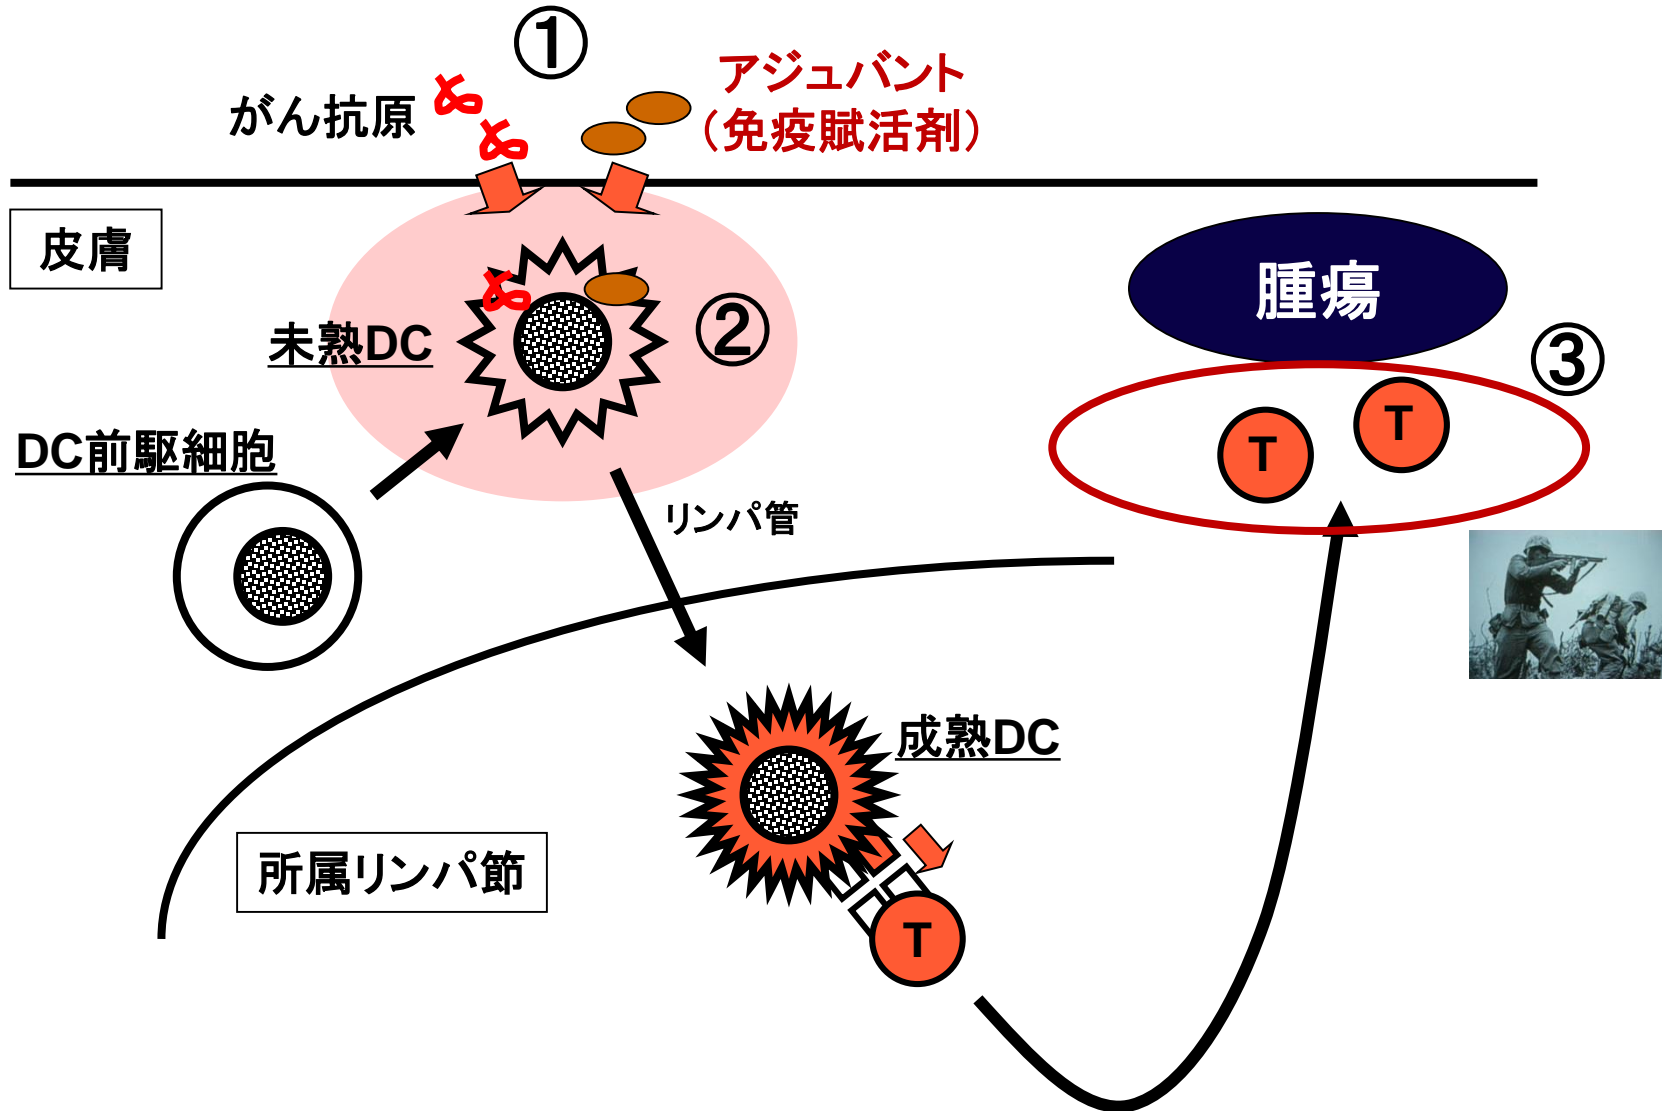 ①
がん抗原
アジュバント
（免疫賦活剤）
皮膚
未熟DC
②
腫瘍
③
T
T
DC前駆細胞
リンパ管
成熟DC
所属リンパ節
T